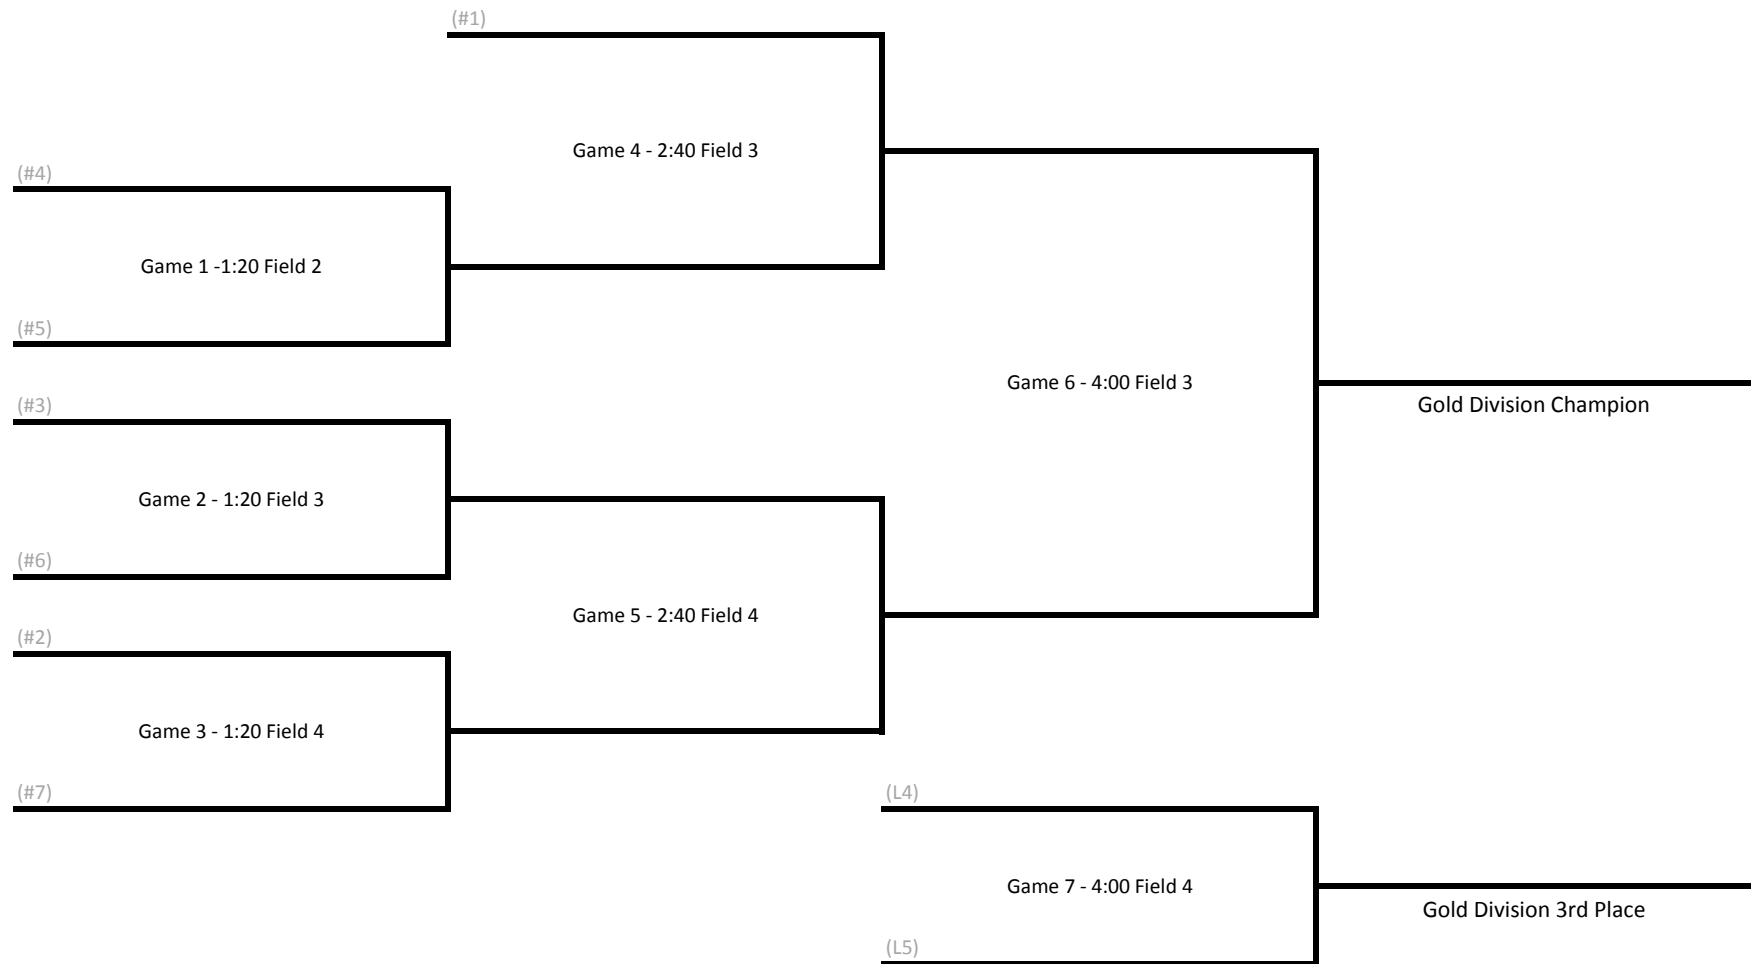 (#1)
Game 4 - 2:40 Field 3
(#4)
Game 1 -1:20 Field 2
(#5)
Game 6 - 4:00 Field 3
Gold Division Champion
(#3)
Game 2 - 1:20 Field 3
(#6)
Game 5 - 2:40 Field 4
(#2)
Game 3 - 1:20 Field 4
(#7)
(L4)
Game 7 - 4:00 Field 4
Gold Division 3rd Place
(L5)